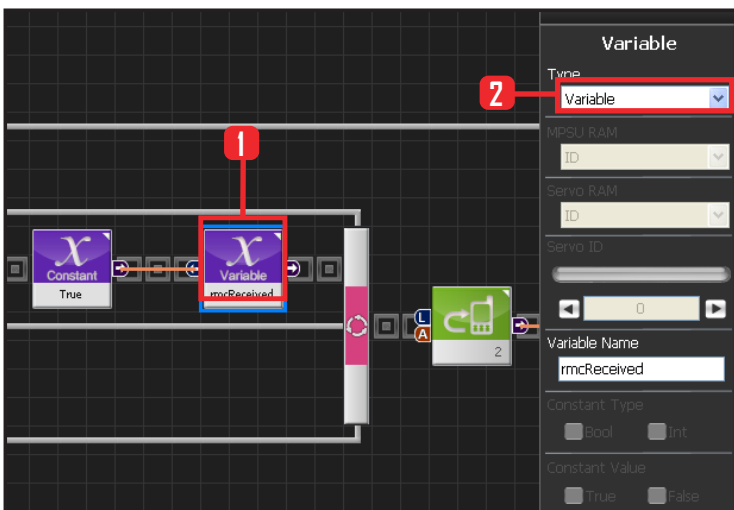 Variable
Type
2
Variable
MPSU RAM
ID
Servo RAM
ID
Servo ID
0
Variable Name
rmcReceived
Constant Type
Bool Int
Constant Value
True False
1
X
Constant
True
X
Variable
rmcReceived
L
A
2